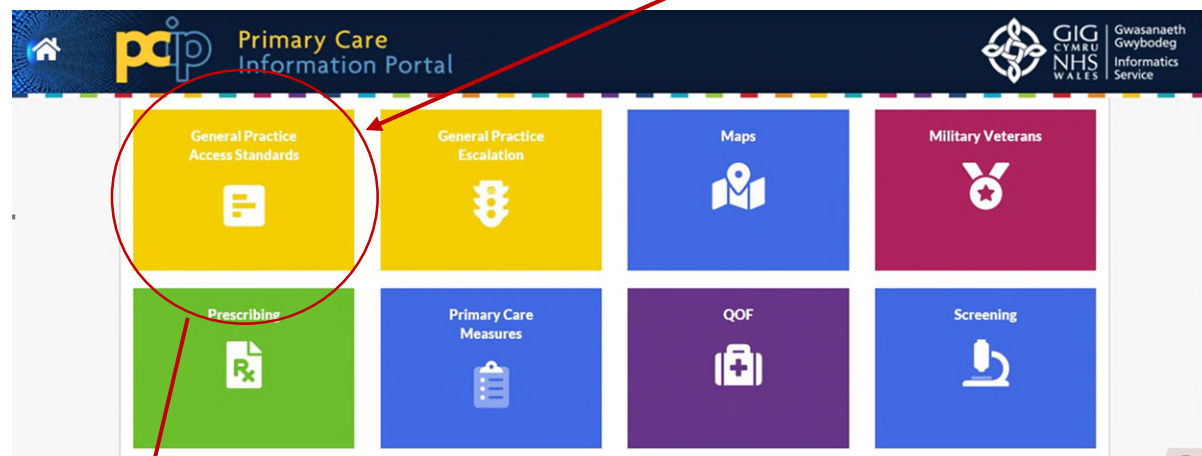 pcip
Primary Care
Information Portal
GIG
CYMRU
NHS
WALES
Gwasanaeth
Gwybodeg
Informatics
Service
General Practice
Access Standards
General Practice
Escalation
Maps
Military Veterans
Prescribing
Rx
Primary Care
Measures
QOF
Screening